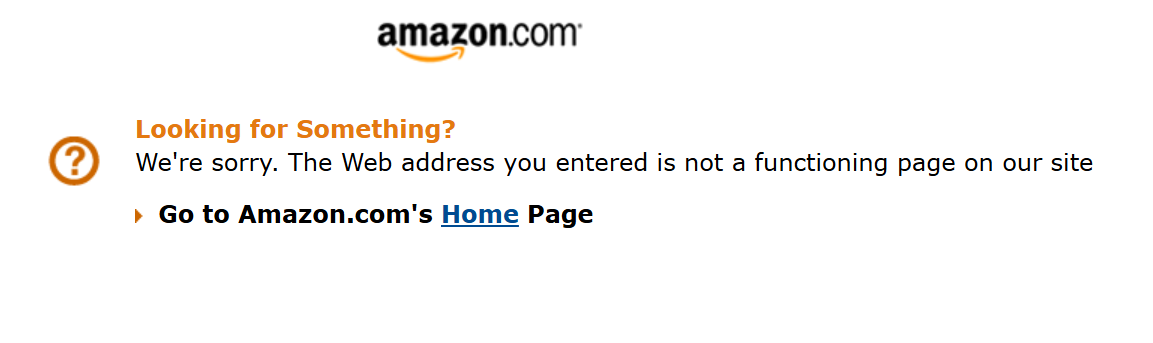 amazon.com
Looking for Something?
We're sorry. The Web address you entered is not a functioning page on our site
Go to Amazon.com's Home Page